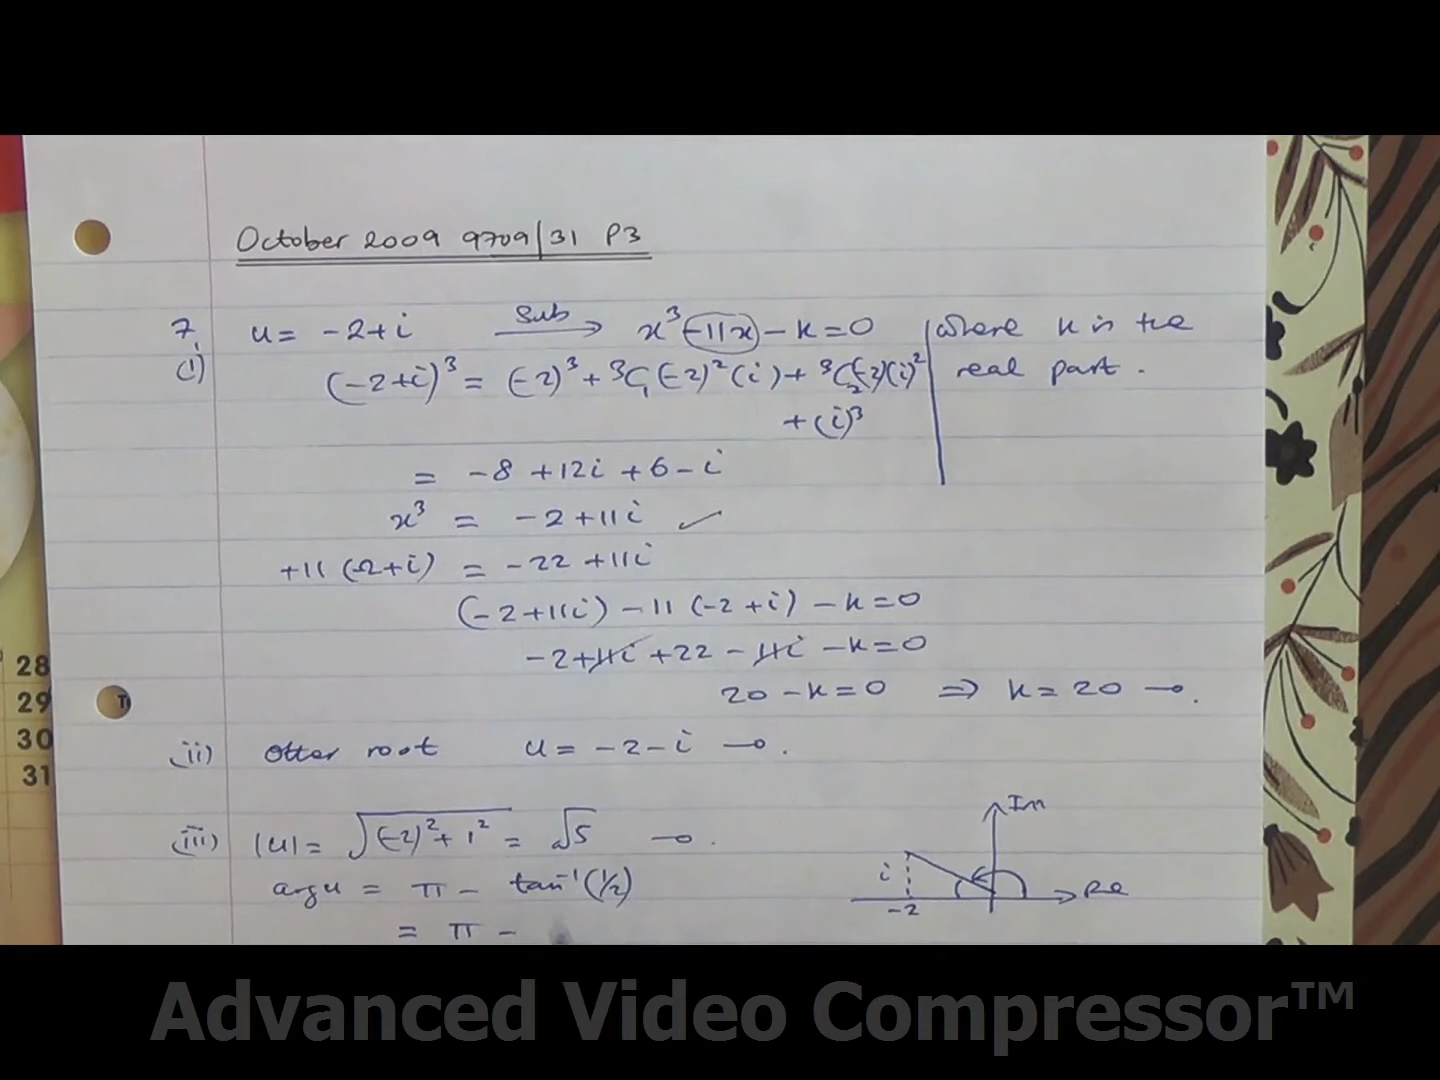 October 2009 9709/31 P3
7, u = -2+i Sub → x³ -11x - k = 0 where k is the
(i) (-2+i)³ = (-2)³ + ³C₁(-2)²(i) + ³C₂(-2)(i)² real part.
+ (i)³
= -8 + 12i + 6 - i
x³ = -2 + 11i ✓
+11 (-2+i) = -22 + 11i
(-2+11i) - 11 (-2+i) - k = 0
-2 + 11i + 22 - 11i - k = 0
20 - k = 0 ⇒ k = 20
(ii) Other root u = -2 - i
(iii) |u| = √((-2)² + 1²) = √5
arg u = π - tan⁻¹(1/2)
= π -
Im
i
-2
Re
28
29
30
31
Advanced Video Compressor™